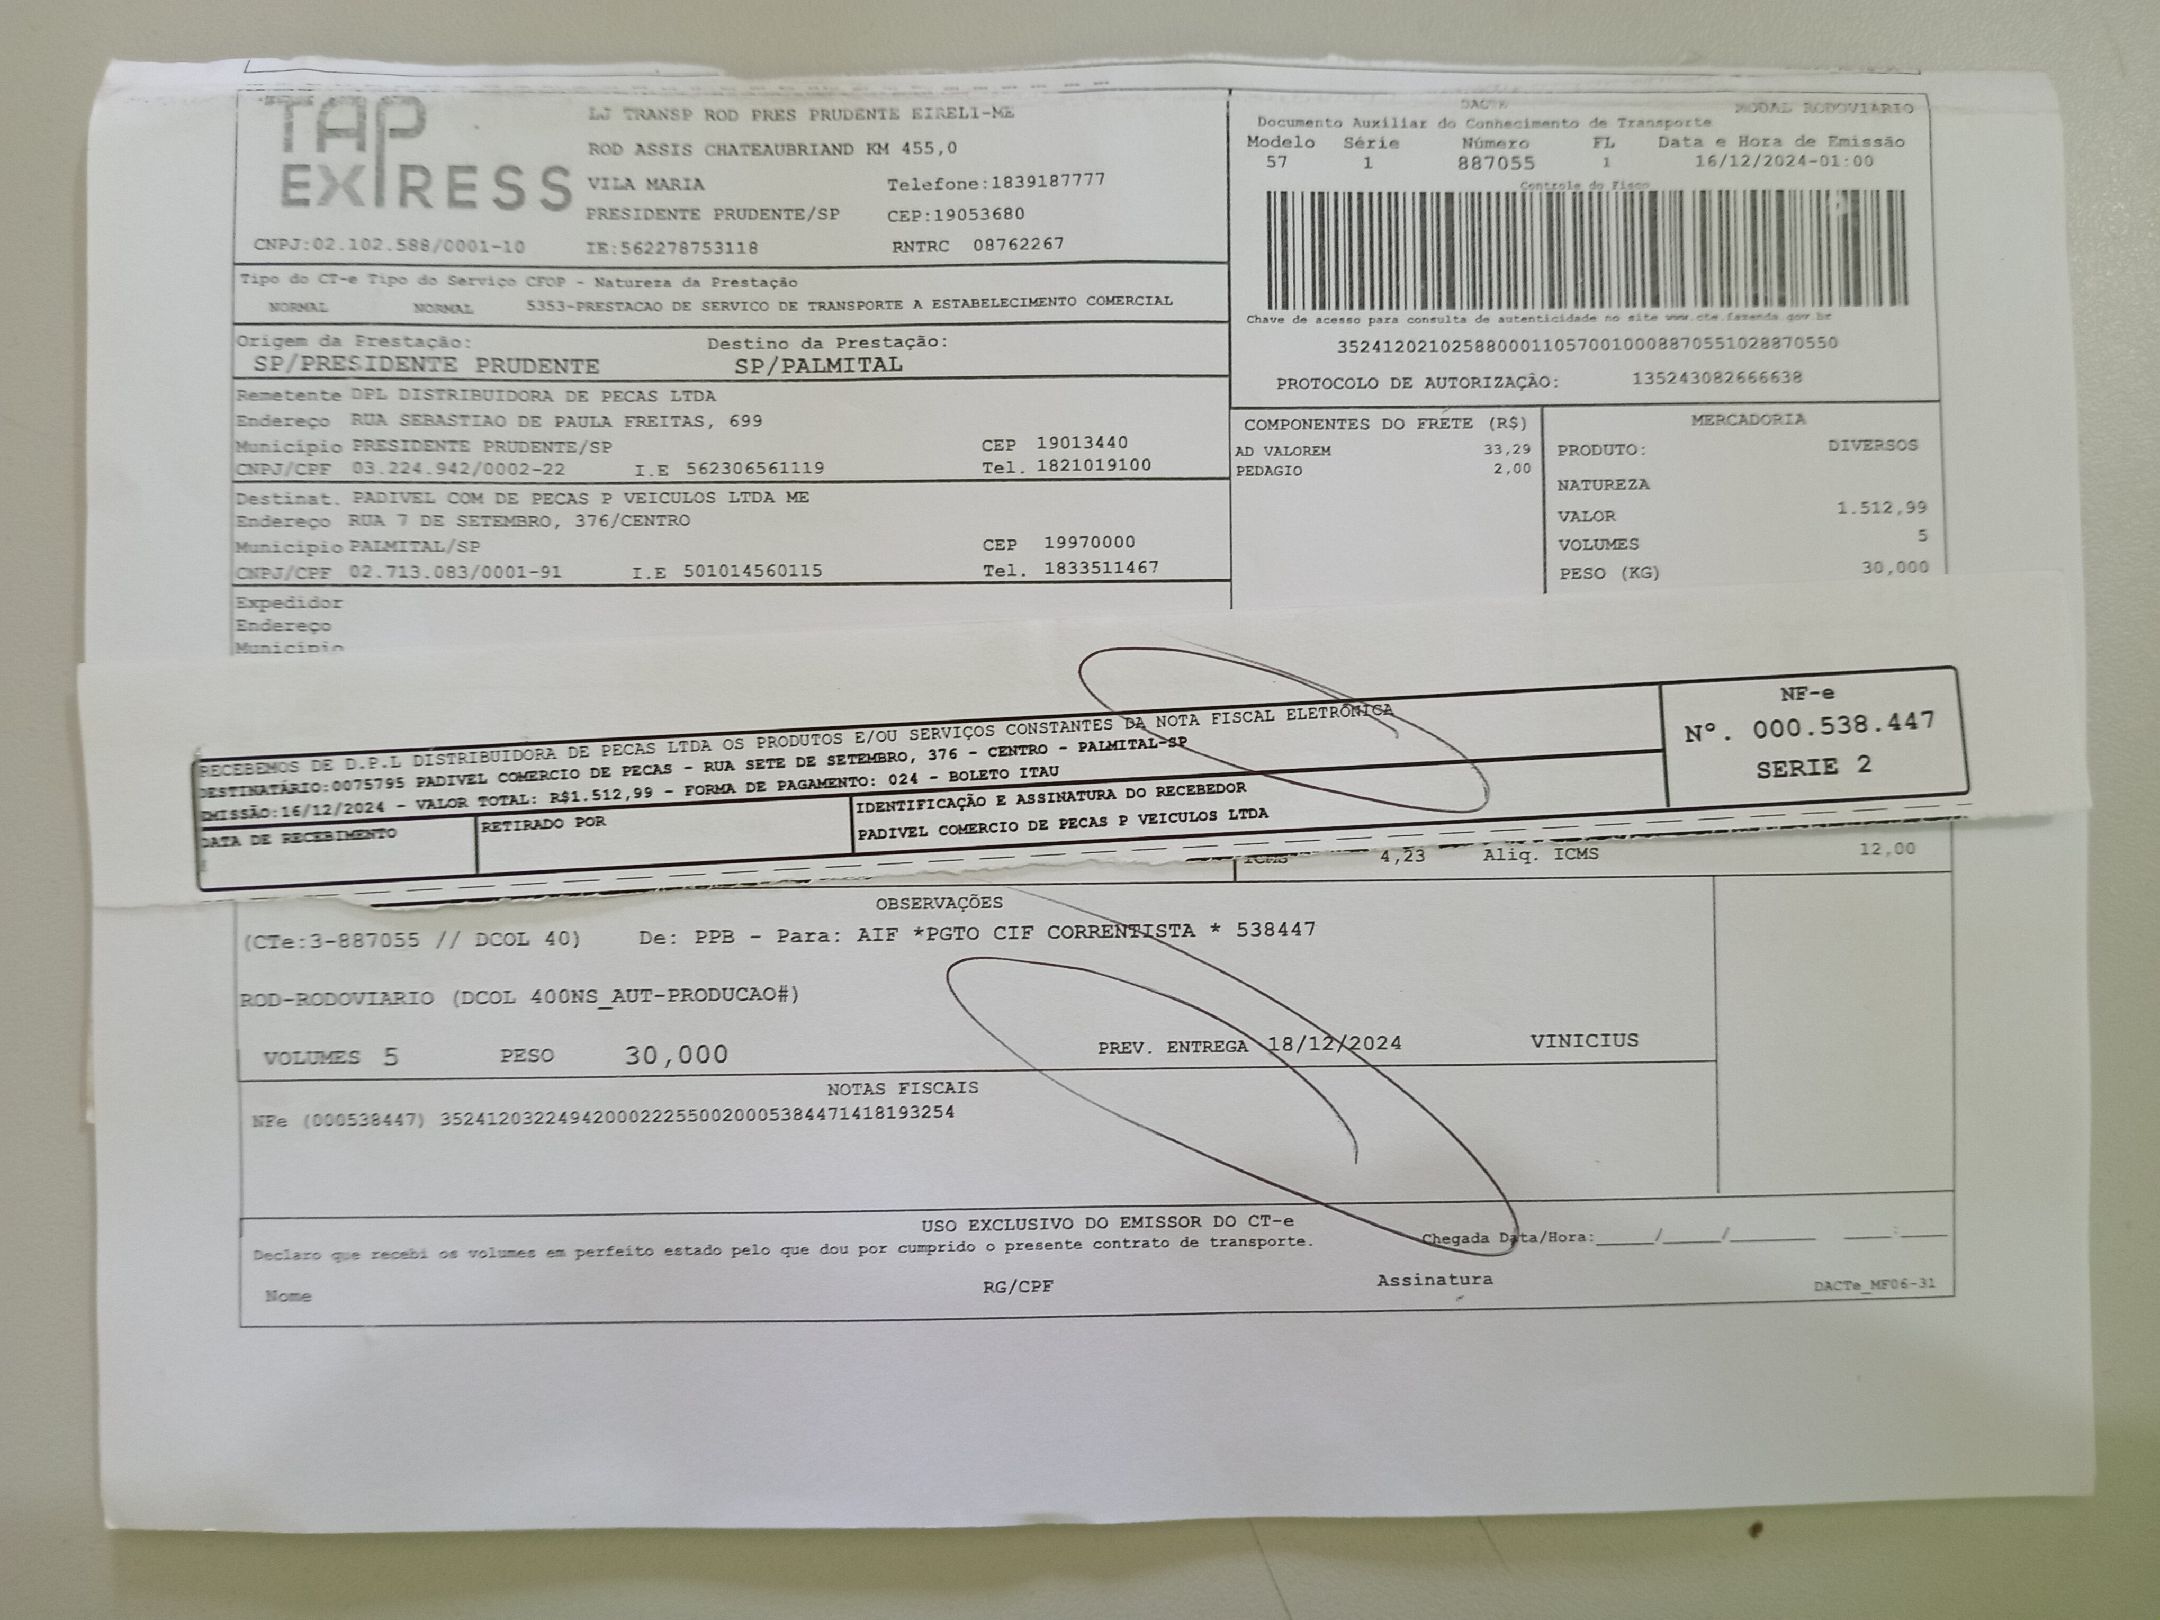 TAP
EXPRESS
LJ TRANSP ROD PRES PRUDENTE EIRELI-ME
ROD ASSIS CHATEAUBRIAND KM 455,0
VILA MARIA Telefone:1839187777
PRESIDENTE PRUDENTE/SP CEP:19053680
CNPJ:02.102.588/0001-10 IE:562278753118 RNTRC 08762267
DACTE MODAL RODOVIÁRIO
Documento Auxiliar do Conhecimento de Transporte
Modelo Série Número FL Data e Hora de Emissão
57 1 887055 1 16/12/2024-01:00
Controle do Fisco
Chave de acesso para consulta de autenticidade no site www.cte.fazenda.gov.br
35241202102588000110570010008870551028870550
PROTOCOLO DE AUTORIZAÇÃO: 135243082666638
Tipo do CT-e Tipo do Serviço CFOP - Natureza da Prestação
NORMAL NORMAL 5353-PRESTACAO DE SERVICO DE TRANSPORTE A ESTABELECIMENTO COMERCIAL
Origem da Prestação: Destino da Prestação:
SP/PRESIDENTE PRUDENTE SP/PALMITAL
Remetente DPL DISTRIBUIDORA DE PECAS LTDA
Endereço RUA SEBASTIAO DE PAULA FREITAS, 699
Município PRESIDENTE PRUDENTE/SP CEP 19013440
CNPJ/CPF 03.224.942/0002-22 I.E 562306561119 Tel. 1821019100
Destinat. PADIVEL COM DE PECAS P VEICULOS LTDA ME
Endereço RUA 7 DE SETEMBRO, 376/CENTRO
Município PALMITAL/SP CEP 19970000
CNPJ/CPF 02.713.083/0001-91 I.E 501014560115 Tel. 1833511467
Expedidor
Endereço
Município
COMPONENTES DO FRETE (R$)
AD VALOREM 33,29
PEDAGIO 2,00
MERCADORIA
PRODUTO: DIVERSOS
NATUREZA
VALOR 1.512,99
VOLUMES 5
PESO (KG) 30,000
RECEBEMOS DE D.P.L DISTRIBUIDORA DE PECAS LTDA OS PRODUTOS E/OU SERVIÇOS CONSTANTES DA NOTA FISCAL ELETRÔNICA
DESTINATÁRIO:0075795 PADIVEL COMERCIO DE PECAS - RUA SETE DE SETEMBRO, 376 - CENTRO - PALMITAL-SP
EMISSÃO:16/12/2024 - VALOR TOTAL: R$1.512,99 - FORMA DE PAGAMENTO: 024 - BOLETO ITAU
DATA DE RECEBIMENTO
RETIRADO POR
IDENTIFICAÇÃO E ASSINATURA DO RECEBEDOR
PADIVEL COMERCIO DE PECAS P VEICULOS LTDA
NF-e
Nº. 000.538.447
SERIE 2
ICMS 4,23 Aliq. ICMS 12,00
OBSERVAÇÕES
(CTe:3-887055 // DCOL 40) De: PPB - Para: AIF *PGTO CIF CORRENTISTA * 538447
ROD-RODOVIARIO (DCOL 400NS_AUT-PRODUCAO#)
VOLUMES 5 PESO 30,000 PREV. ENTREGA 18/12/2024 VINICIUS
NOTAS FISCAIS
NFe (000538447) 35241203224942000222550020005384471418193254
USO EXCLUSIVO DO EMISSOR DO CT-e
Declaro que recebi os volumes em perfeito estado pelo que dou por cumprido o presente contrato de transporte. Chegada Data/Hora:_____/_____/________ ____:____
Nome RG/CPF Assinatura DACTe_MF06-31